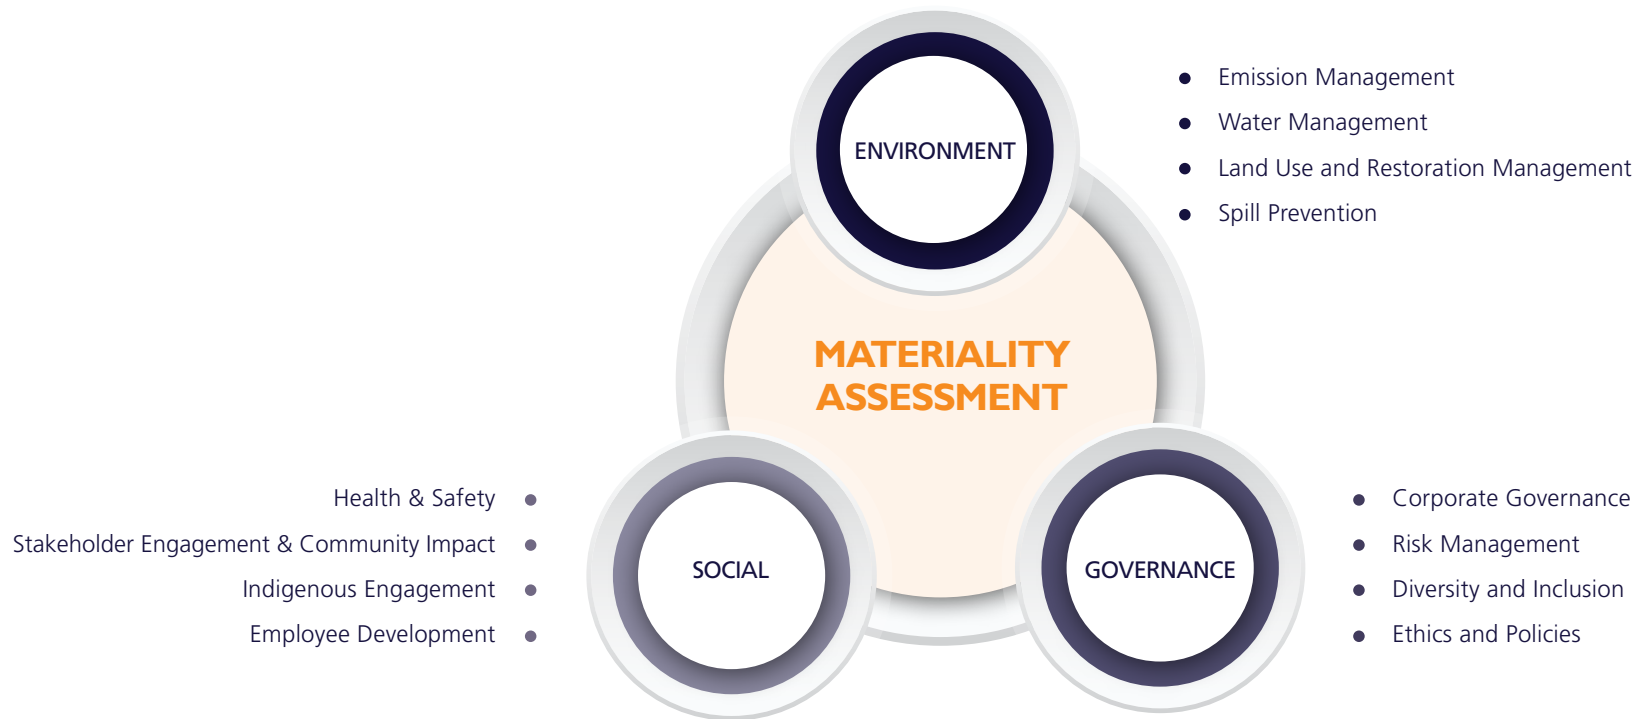 ENVIRONMENT
Emission Management
Water Management
Land Use and Restoration Management
Spill Prevention
MATERIALITY
ASSESSMENT
SOCIAL
Health & Safety
Stakeholder Engagement & Community Impact
Indigenous Engagement
Employee Development
GOVERNANCE
Corporate Governance
Risk Management
Diversity and Inclusion
Ethics and Policies